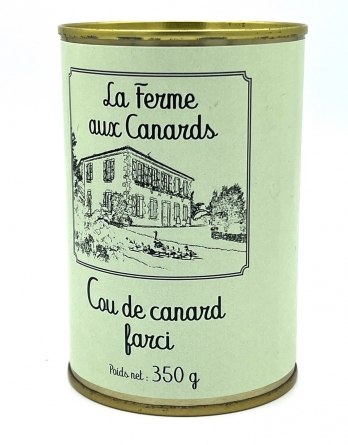 La Ferme
aux Canards
Cou de canard
farci
Poids net : 350 g